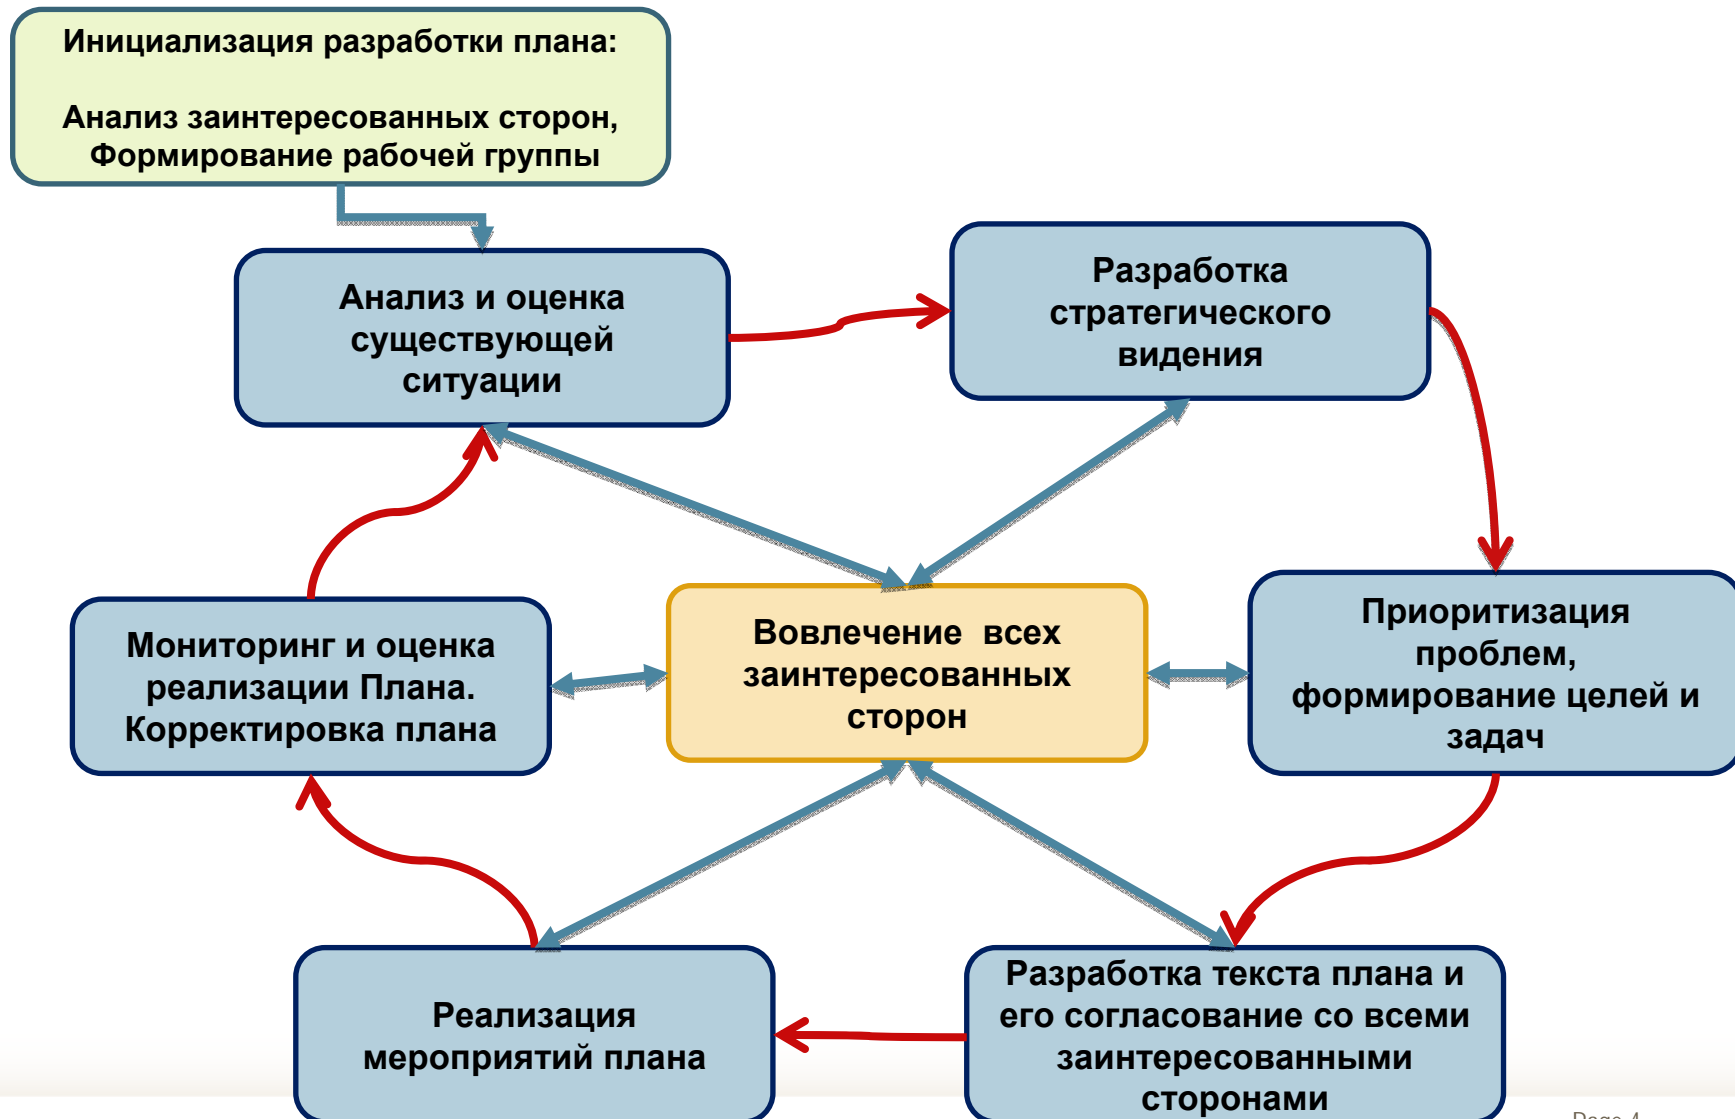 Инициализация разработки плана:
Анализ заинтересованных сторон,
Формирование рабочей группы
Анализ и оценка
существующей
ситуации
Разработка
стратегического
видения
Мониторинг и оценка
реализации Плана.
Корректировка плана
Вовлечение всех
заинтересованных
сторон
Приоритизация
проблем,
формирование целей и
задач
Реализация
мероприятий плана
Разработка текста плана и
его согласование со всеми
заинтересованными
сторонами
Page 4